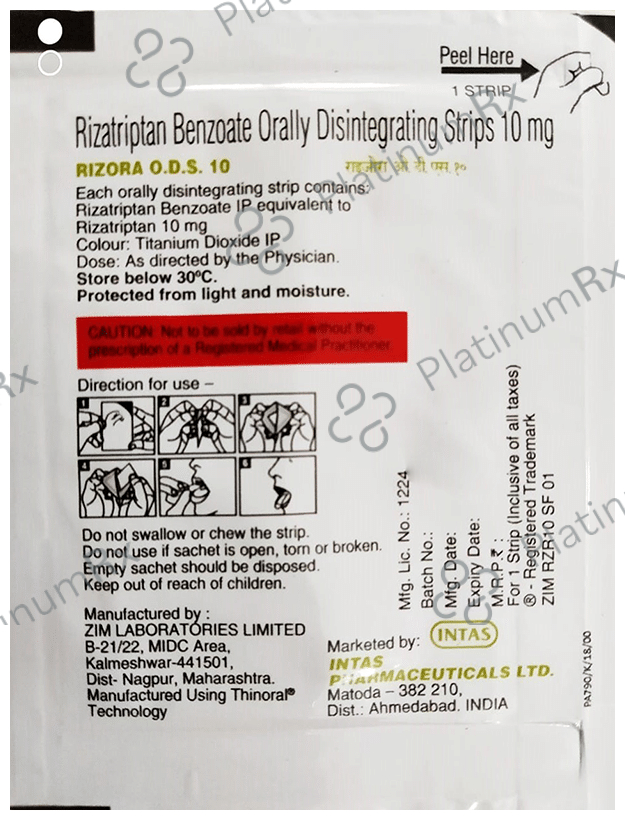 Peel Here
1 STRIP
Rizatriptan Benzoate Orally Disintegrating Strips 10 mg
RIZORA O.D.S. 10
राइज़ौरा ओ डी. एस. १०
Each orally disintegrating strip contains:
Rizatriptan Benzoate IP equivalent to
Rizatriptan 10 mg
Colour: Titanium Dioxide IP
Dose: As directed by the Physician.
Store below 30ºC.
Protected from light and moisture.
CAUTION: Not to be sold by retail without the
prescription of a Registered Medical Practitioner.
Direction for use –
1
2
3
4
5
6
Do not swallow or chew the strip.
Do not use if sachet is open, torn or broken.
Empty sachet should be disposed.
Keep out of reach of children.
Manufactured by :
ZIM LABORATORIES LIMITED
B-21/22, MIDC Area,
Kalmeshwar-441501,
Dist- Nagpur, Maharashtra.
Manufactured Using Thinoral®
Technology
Mfg. Lic. No.: 1224
Batch No.:
Mfg. Date:
Expiry Date:
M.R.P.₹ :
For 1 Strip (Inclusive of all taxes)
® - Registered Trademark
ZIM RZR10 SF 01
Marketed by:
INTAS
INTAS
PHARMACEUTICALS LTD.
Matoda – 382 210,
Dist.: Ahmedabad. INDIA
PA790/K/18/00
PlatinumRx
PlatinumRx
PlatinumRx
PlatinumRx